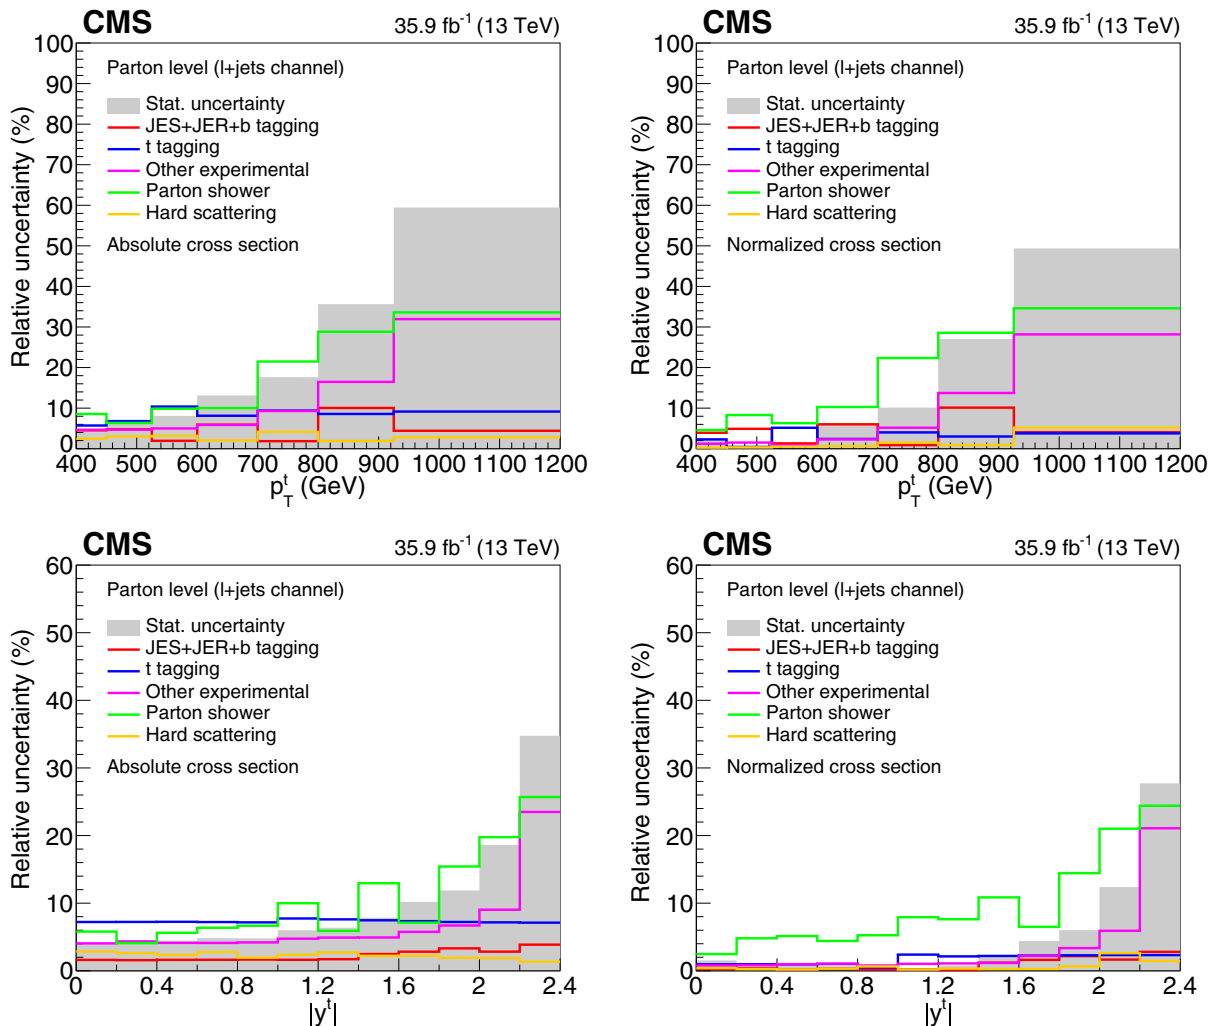 CMS 35.9 fb⁻¹ (13 TeV)
Relative uncertainty (%)
100
90
80
70
60
50
40
30
20
10
0
Parton level (l+jets channel)
Stat. uncertainty
JES+JER+b tagging
t tagging
Other experimental
Parton shower
Hard scattering
Absolute cross section
400 500 600 700 800 900 1000 1100 1200
p_T^t (GeV)
CMS 35.9 fb⁻¹ (13 TeV)
Relative uncertainty (%)
100
90
80
70
60
50
40
30
20
10
0
Parton level (l+jets channel)
Stat. uncertainty
JES+JER+b tagging
t tagging
Other experimental
Parton shower
Hard scattering
Normalized cross section
400 500 600 700 800 900 1000 1100 1200
p_T^t (GeV)
CMS 35.9 fb⁻¹ (13 TeV)
Relative uncertainty (%)
60
50
40
30
20
10
0
Parton level (l+jets channel)
Stat. uncertainty
JES+JER+b tagging
t tagging
Other experimental
Parton shower
Hard scattering
Absolute cross section
0 0.4 0.8 1.2 1.6 2 2.4
|y^t|
CMS 35.9 fb⁻¹ (13 TeV)
Relative uncertainty (%)
60
50
40
30
20
10
0
Parton level (l+jets channel)
Stat. uncertainty
JES+JER+b tagging
t tagging
Other experimental
Parton shower
Hard scattering
Normalized cross section
0 0.4 0.8 1.2 1.6 2 2.4
|y^t|